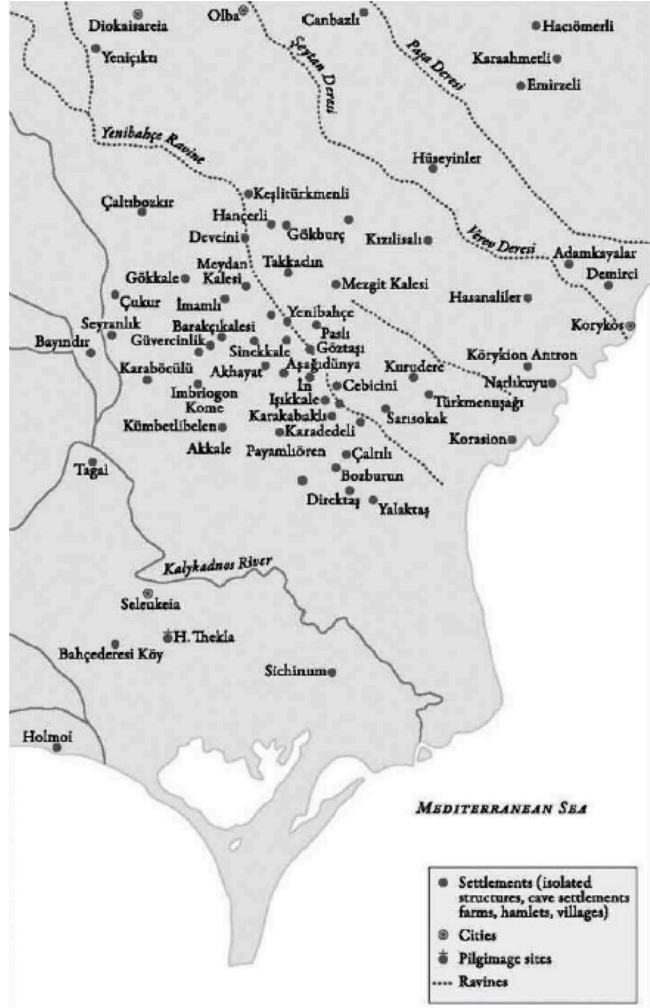 Diokaisareia
Olba
Canbazlı
Hacıömerli
Yeniçıktı
Şeytan Deresi
Paşa Deresi
Karaahmetli
Emirzeli
Yenibahçe Ravine
Hüseyinler
Keşlitürkmenli
Çaltıbozkır
Hançerli
Gökburç
Deveini
Kızılisalı
Verev Deresi
Adamkayalar
Meydan
Kalesi
Takkadın
Gökkale
Mezgit Kalesi
Demirci
Çukur
İmamlı
Hasanaliler
Yenibahçe
Seyranlık
Barakçıkalesi
Paslı
Korykos
Bayındır
Güvercinlik
Sinekkale
Göztaşı
Körykion Antron
Karaböcülü
Akhayat
Aşağıdünya
Kurudere
Imbriogon
Kome
İn
Cebicini
Narlıkuyu
Işıkkale
Türkmenuşağı
Karakabaklı
Sarısokak
Kümbetlibelen
Karadedeli
Korasion
Akkale
Payamlıören
Çaltılı
Tagai
Bozburun
Direktaş
Yalaktaş
Kalykadnos River
Seleukeia
H. Thekla
Bahçederesi Köy
Sichinum
Holmoi
MEDITERRANEAN SEA
Settlements (isolated
structures, cave settlements
farms, hamlets, villages)
Cities
Pilgimage sites
Ravines